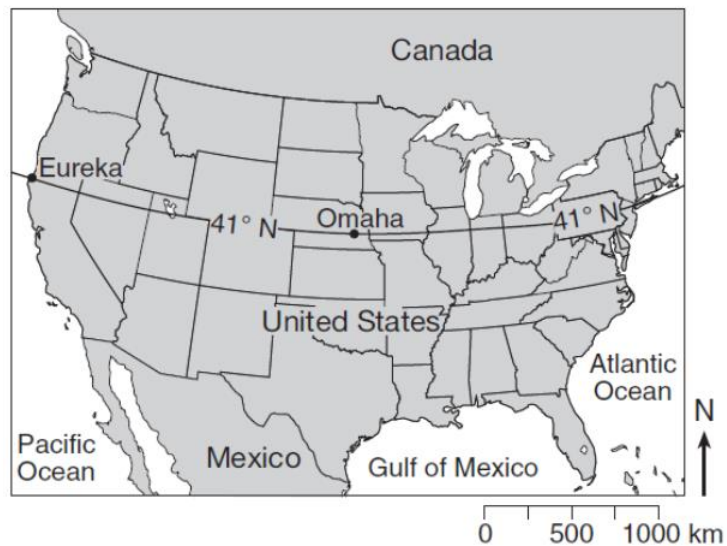 Canada
Eureka
41° N
Omaha
41° N
United States
Atlantic
Ocean
N
Pacific
Ocean
Mexico
Gulf of Mexico
0 500 1000 km